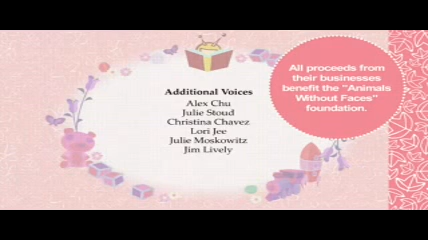 Additional Voices
Alex Chu
Julie Stoud
Christina Chavez
Lori Jee
Julie Moskowitz
Jim Lively
All proceeds from
their businesses
benefit the "Animals
Without Faces"
foundation.